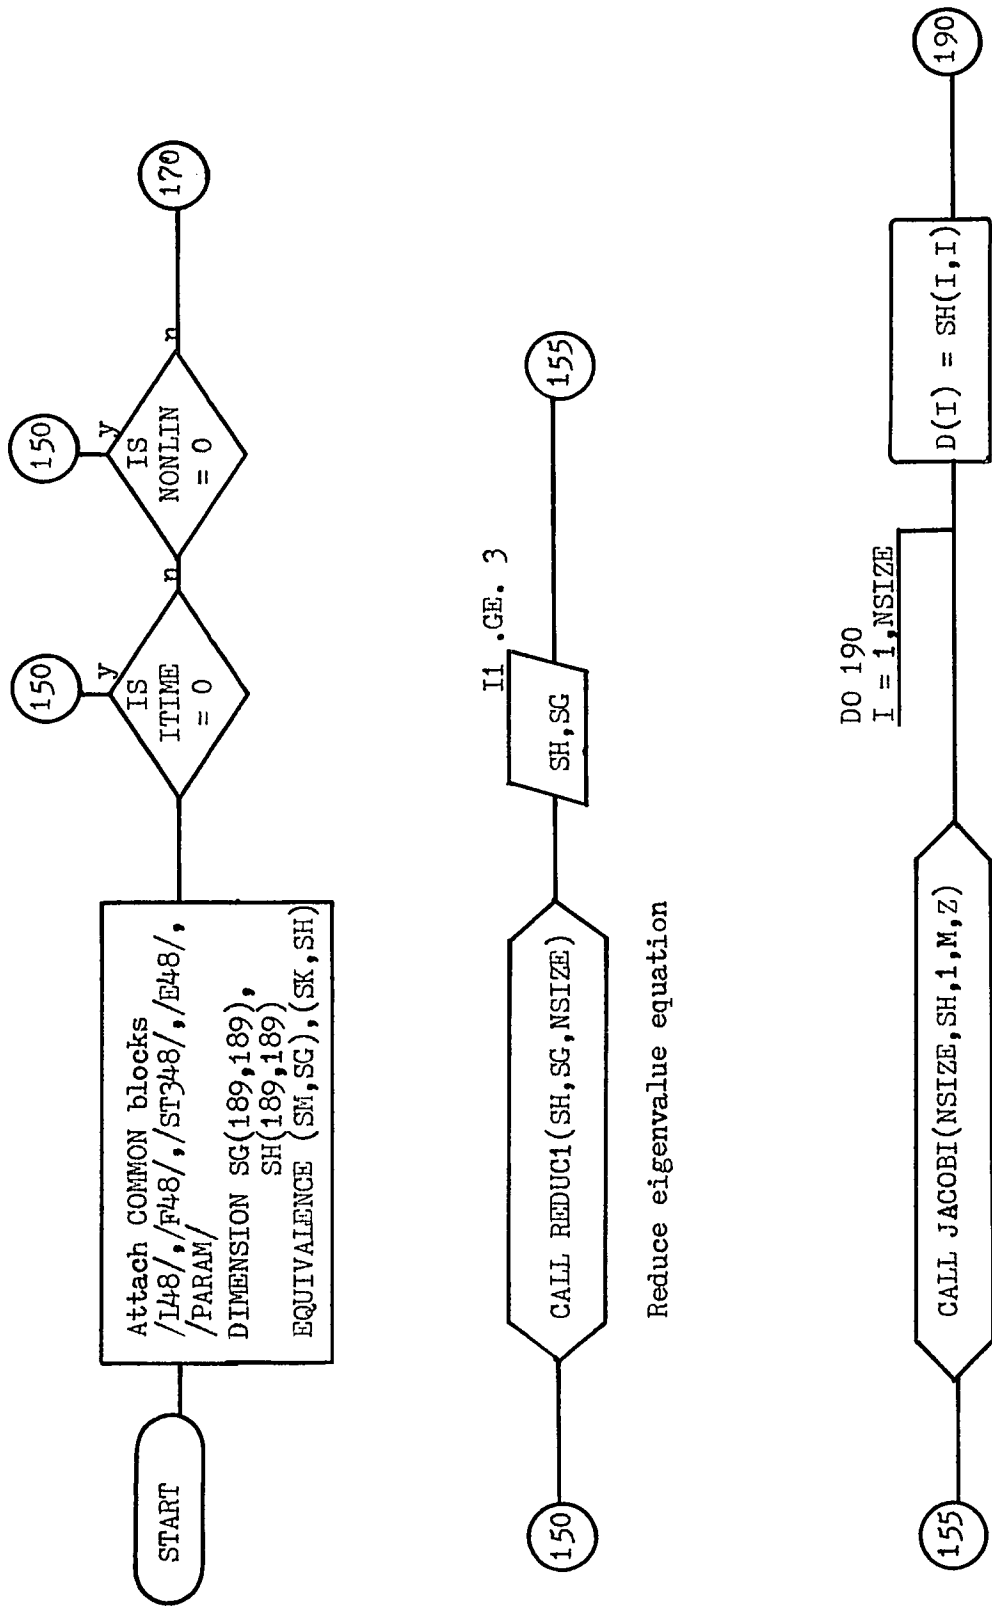 START
Attach COMMON blocks
/L48/,/F48/,/ST348/,/E48/,
/PARAM/
DIMENSION SG(189,189),
SH(189,189)
EQUIVALENCE (SM,SG),(SK,SH)
150
y
IS
ITIME
= 0
n
150
y
IS
NONLIN
= 0
n
170
150
CALL REDUC1(SH,SG,NSIZE)
Reduce eigenvalue equation
I1 .GE. 3
SH,SG
155
155
CALL JACOBI(NSIZE,SH,1,M,Z)
DO 190
I = 1,NSIZE
D(I) = SH(I,I)
190